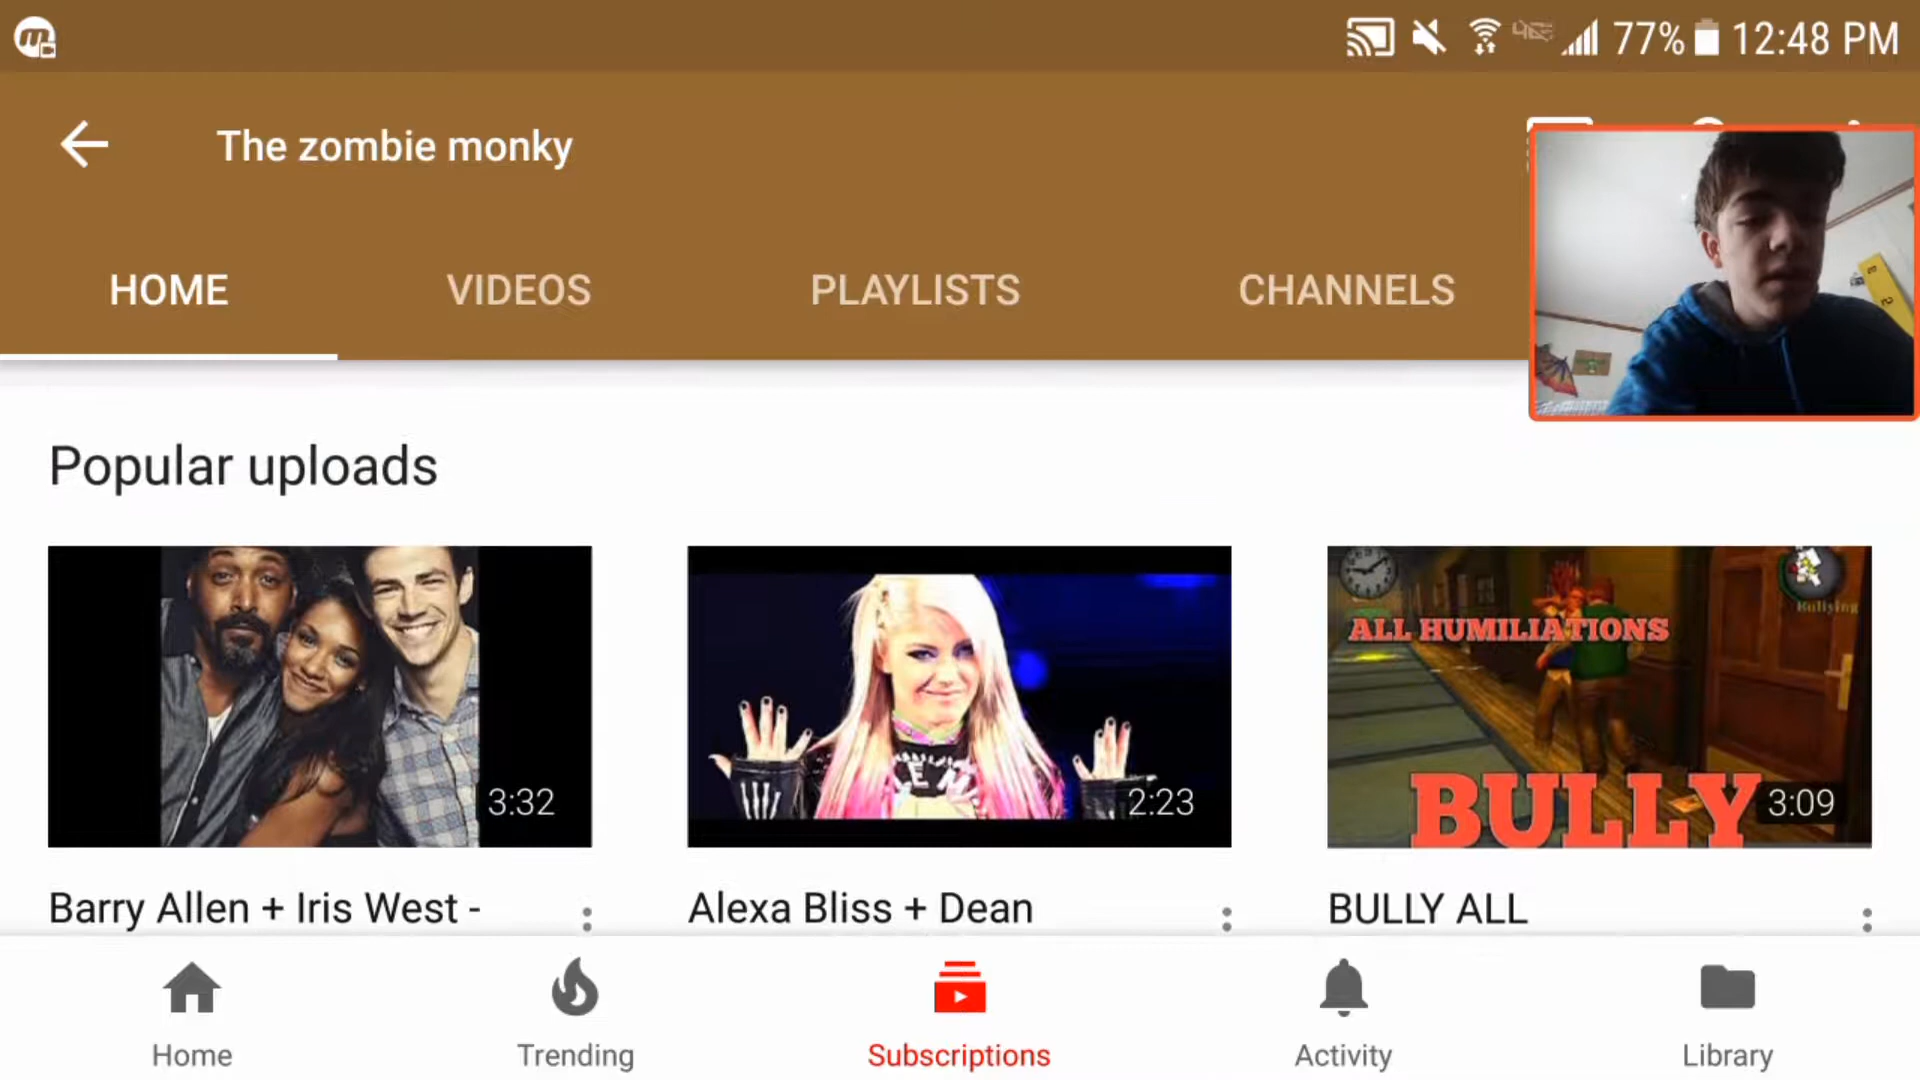 77% 12:48 PM
The zombie monky
HOME VIDEOS PLAYLISTS CHANNELS
Popular uploads
3:32
2:23
ALL HUMILIATIONS
BULLY
3:09
Barry Allen + Iris West -
Alexa Bliss + Dean
BULLY ALL
Home Trending Subscriptions Activity Library